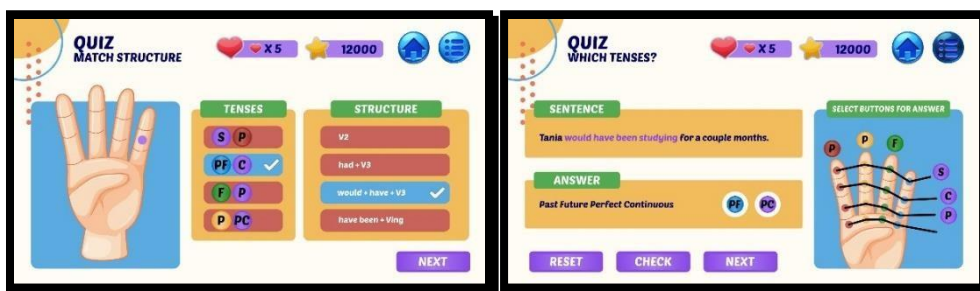 QUIZ
MATCH STRUCTURE
X 5
12000
TENSES
S P
PF C
F P
P PC
STRUCTURE
V2
had + V3
would + have + V3
have been + Ving
NEXT
QUIZ
WHICH TENSES?
X 5
12000
SENTENCE
Tania would have been studying for a couple months.
ANSWER
Past Future Perfect Continuous
PF PC
RESET CHECK NEXT
SELECT BUTTONS FOR ANSWER
P P F
S
C
P